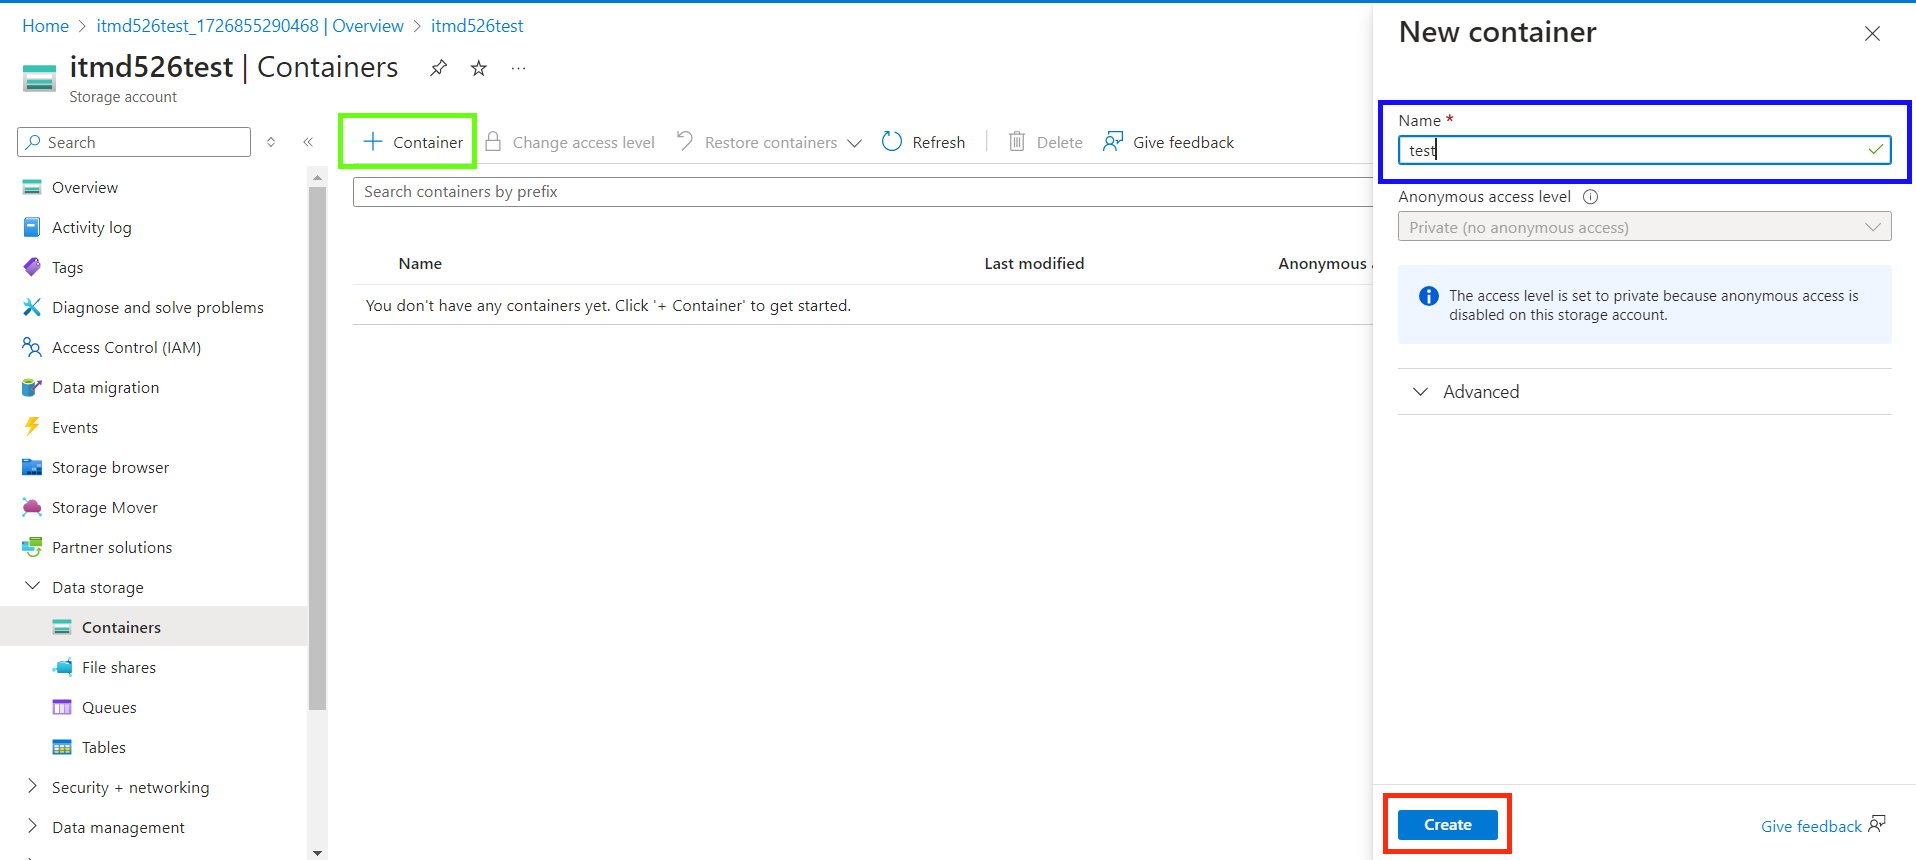 Home > itmd526test_1726855290468 | Overview > itmd526test
itmd526test | Containers
Storage account
Search
Overview
Activity log
Tags
Diagnose and solve problems
Access Control (IAM)
Data migration
Events
Storage browser
Storage Mover
Partner solutions
Data storage
Containers
File shares
Queues
Tables
Security + networking
Data management
+ Container
Change access level
Restore containers
Refresh
Delete
Give feedback
Search containers by prefix
Name Last modified Anonymous
You don't have any containers yet. Click '+ Container' to get started.
New container
Name *
test
Anonymous access level
Private (no anonymous access)
The access level is set to private because anonymous access is
disabled on this storage account.
Advanced
Create
Give feedback